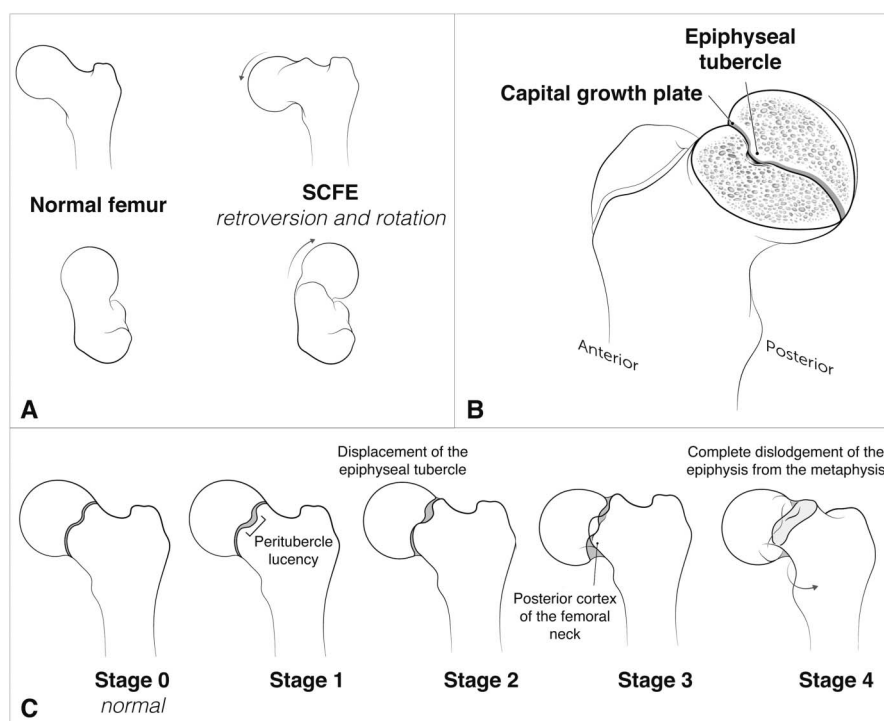 Normal femur
SCFE
retroversion and rotation
A
Epiphyseal
tubercle
Capital growth plate
Anterior
Posterior
B
Displacement of the
epiphyseal tubercle
Complete dislodgement of the
epiphysis from the metaphysis
Peritubercle
lucency
Posterior cortex
of the femoral
neck
Stage 0
normal
Stage 1
Stage 2
Stage 3
Stage 4
C